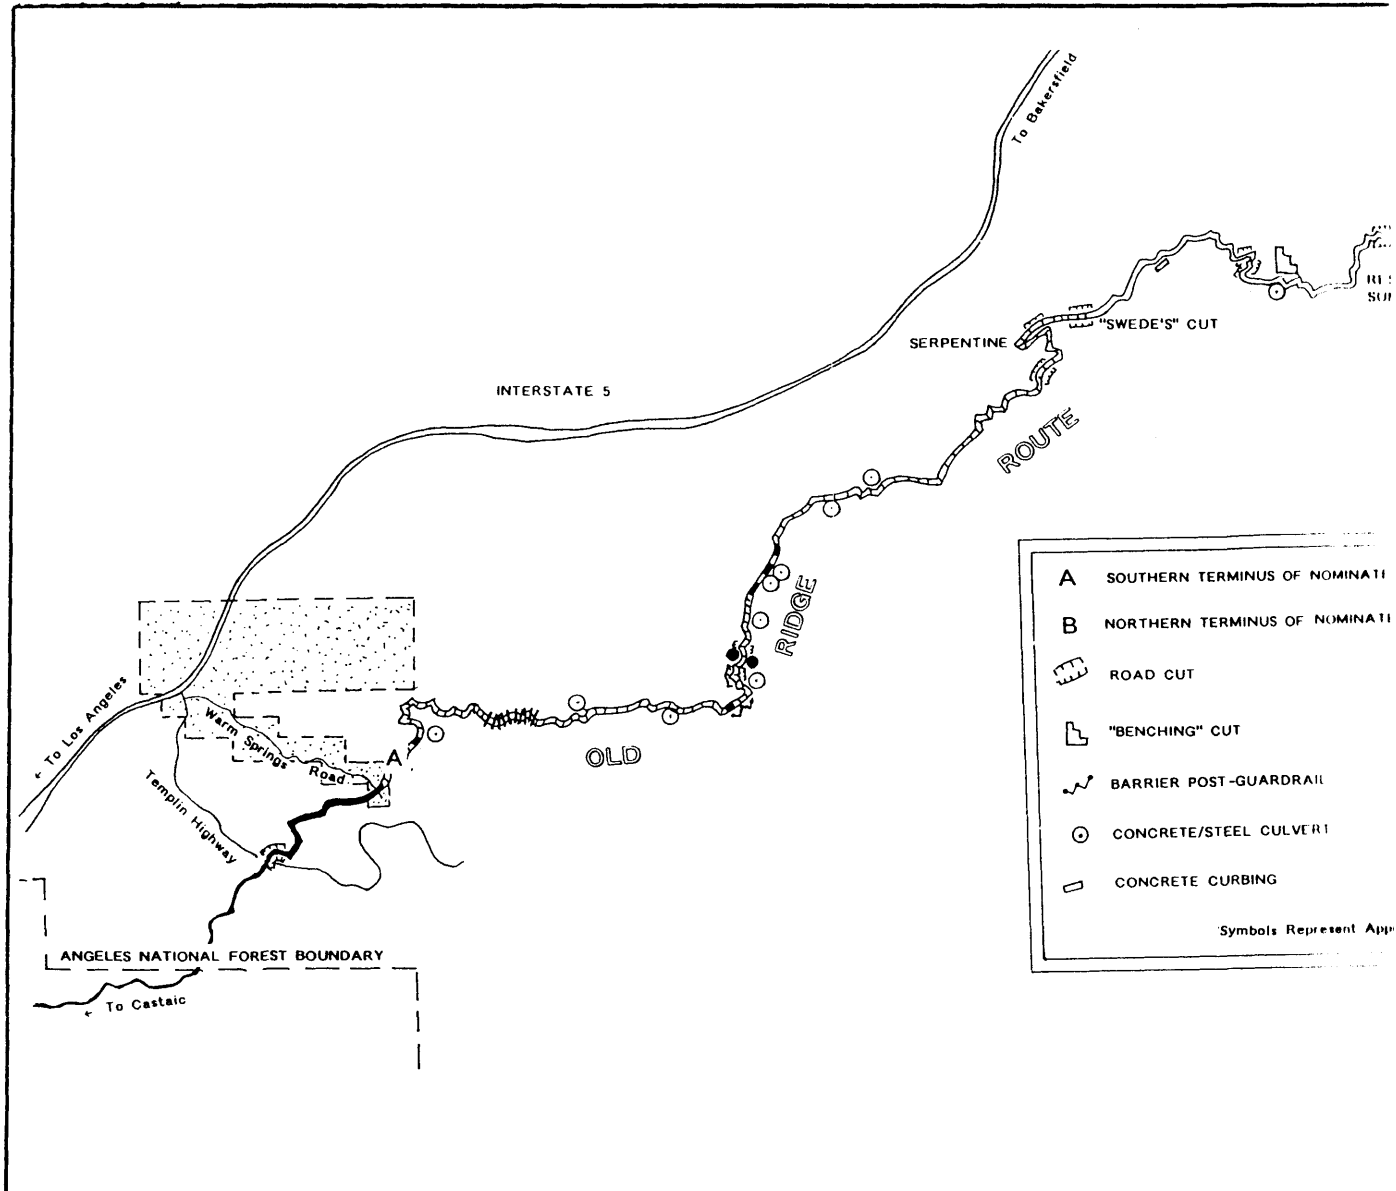 To Bakersfield
"SWEDE'S" CUT
SERPENTINE
INTERSTATE 5
ROUTE
RIDGE
OLD
← To Los Angeles
Warm Springs Road
A
Templin Highway
ANGELES NATIONAL FOREST BOUNDARY
← To Castaic
A SOUTHERN TERMINUS OF
B NORTHERN TERMINUS OF
ROAD CUT
"BENCHING" CUT
BARRIER POST-GUARDRAIL
CONCRETE/STEEL CULVERT
CONCRETE CURBING
Symbols Represent